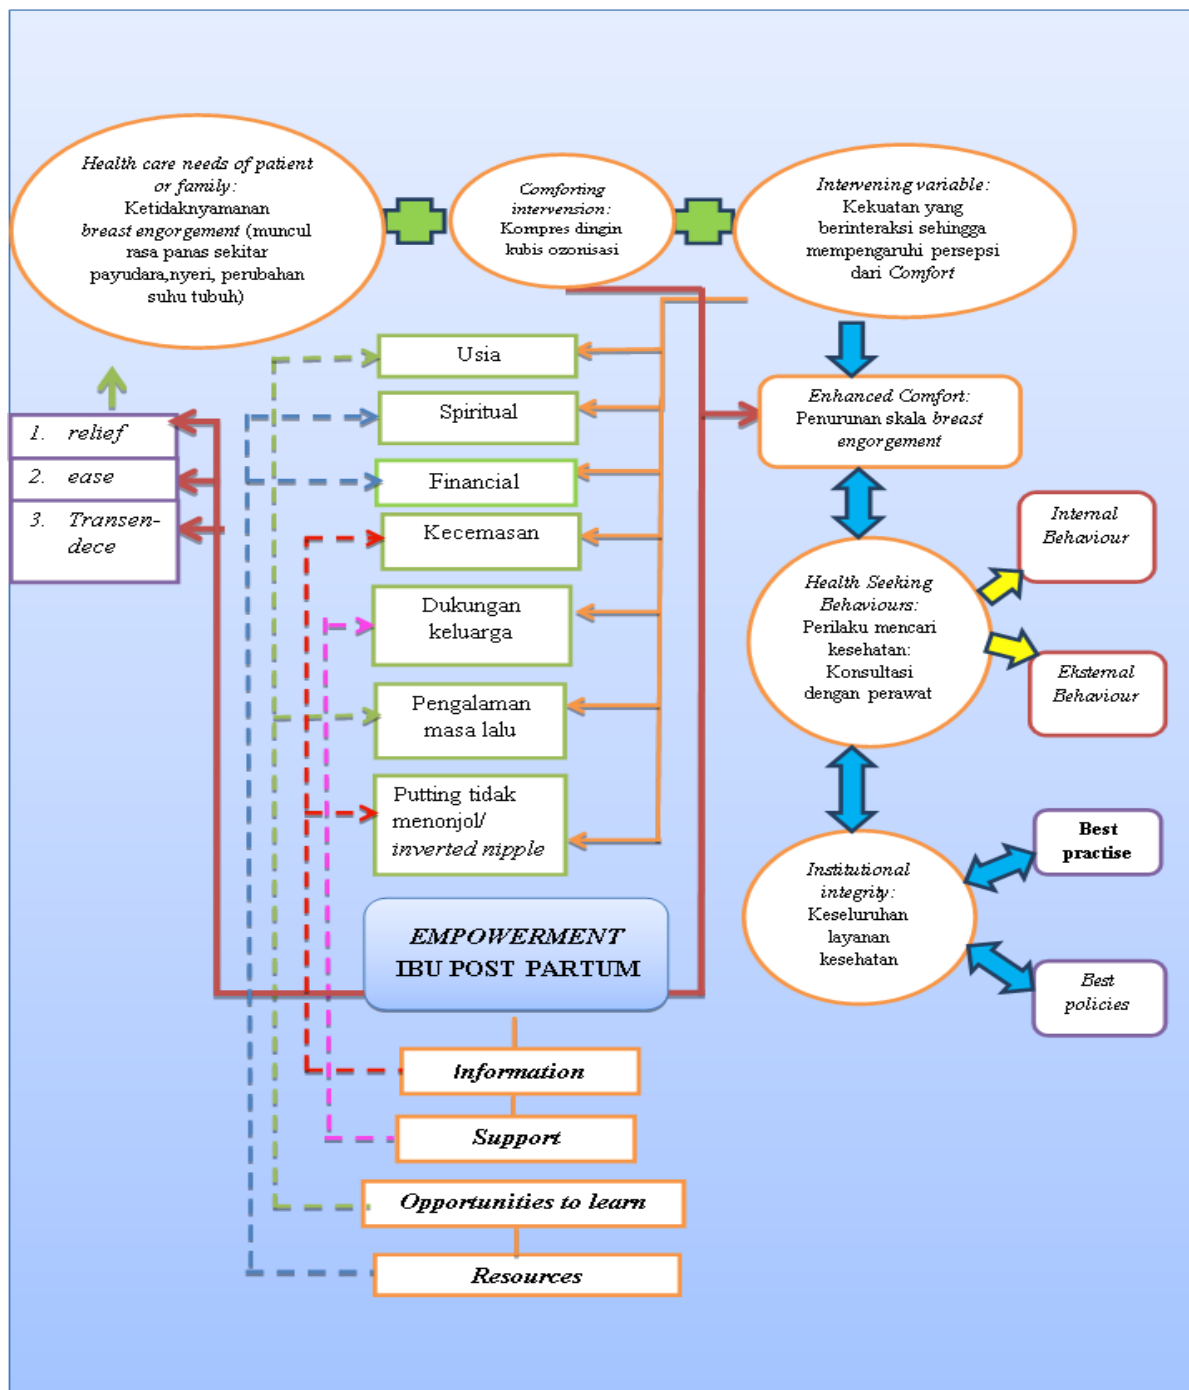 Health care needs of patient
or family:
Ketidaknyamanan
breast engorgement (muncul
rasa panas sekitar
payudara,nyeri, perubahan
suhu tubuh)
Comforting
intervention:
Kompres dingin
kubis ozonisasi
Intervening variable:
Kekuatan yang
berinteraksi sehingga
mempengaruhi persepsi
dari Comfort
Usia
Spiritual
Financial
Kecemasan
Dukungan
keluarga
Pengalaman
masa lalu
Putting tidak
menonjol/
inverted nipple
1. relief
2. ease
3. Transen-
dece
Enhanced Comfort:
Penurunan skala breast
engorgement
Health Seeking
Behaviours:
Perilaku mencari
kesehatan:
Konsultasi
dengan perawat
Internal
Behaviour
Eksternal
Behaviour
Institutional
integrity:
Keseluruhan
layanan
kesehatan
Best
practise
Best
policies
EMPOWERMENT
IBU POST PARTUM
Information
Support
Opportunities to learn
Resources